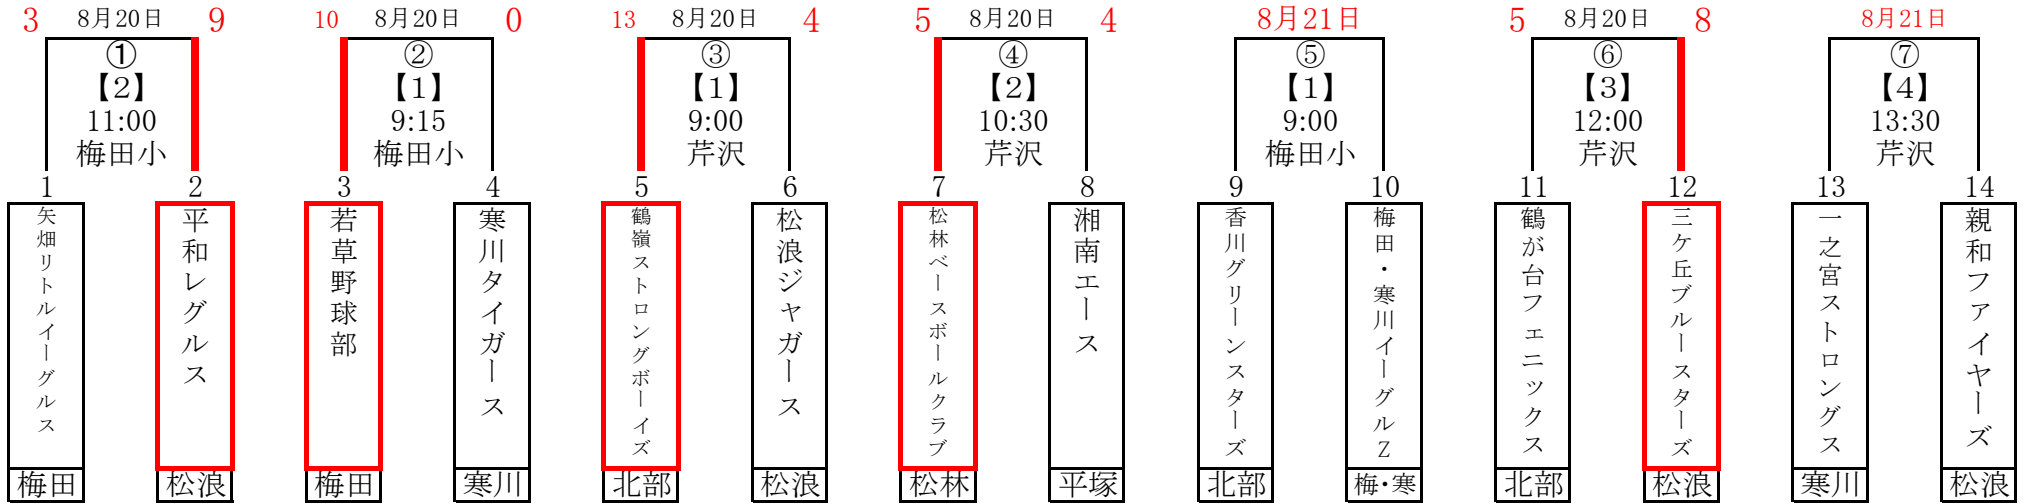 3 8月20日 9 10 8月20日 0 13 8月20日 4 5 8月20日 4 8月21日 5 8月20日 8 8月21日
① ② ③ ④ ⑤ ⑥ ⑦
【2】 【1】 【1】 【2】 【1】 【3】 【4】
11:00 9:15 9:00 10:30 9:00 12:00 13:30
梅田小 梅田小 芹沢 芹沢 梅田小 芹沢 芹沢
1 2 3 4 5 6 7 8 9 10 11 12 13 14
矢畑リトルイーグルス
平和レグルス
若草野球部
寒川タイガース
鶴嶺ストロングボーイズ
松浪ジャガース
松林ベースボールクラブ
湘南エース
香川グリーンスターズ
梅田・寒川イーグルZ
鶴が台フェニックス
三ケ丘ブルースターズ
一之宮ストロングス
親和ファイヤーズ
梅田 松浪 梅田 寒川 北部 松浪 松林 平塚 北部 梅・寒 北部 松浪 寒川 松浪